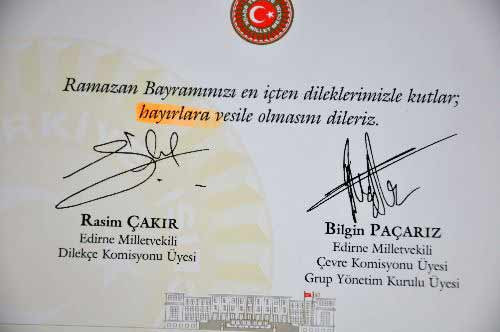 Ramazan Bayramınızı en içten dileklerimizle kutlar;
hayırlara vesile olmasını dileriz.
Rasim ÇAKIR
Edirne Milletvekili
Dilekçe Komisyonu Üyesi
Bilgin PAÇARIZ
Edirne Milletvekili
Çevre Komisyonu Üyesi
Grup Yönetim Kurulu Üyesi